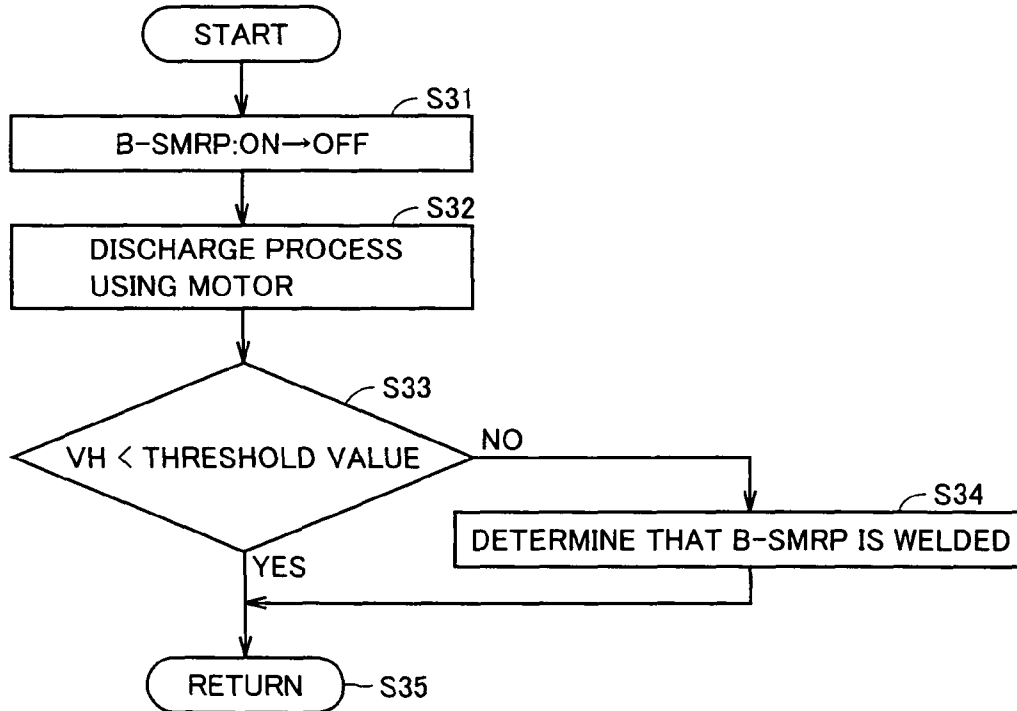 START
S31
B-SMRP:ON→OFF
S32
DISCHARGE PROCESS
USING MOTOR
S33
VH < THRESHOLD VALUE
NO
S34
DETERMINE THAT B-SMRP IS WELDED
YES
RETURN
S35